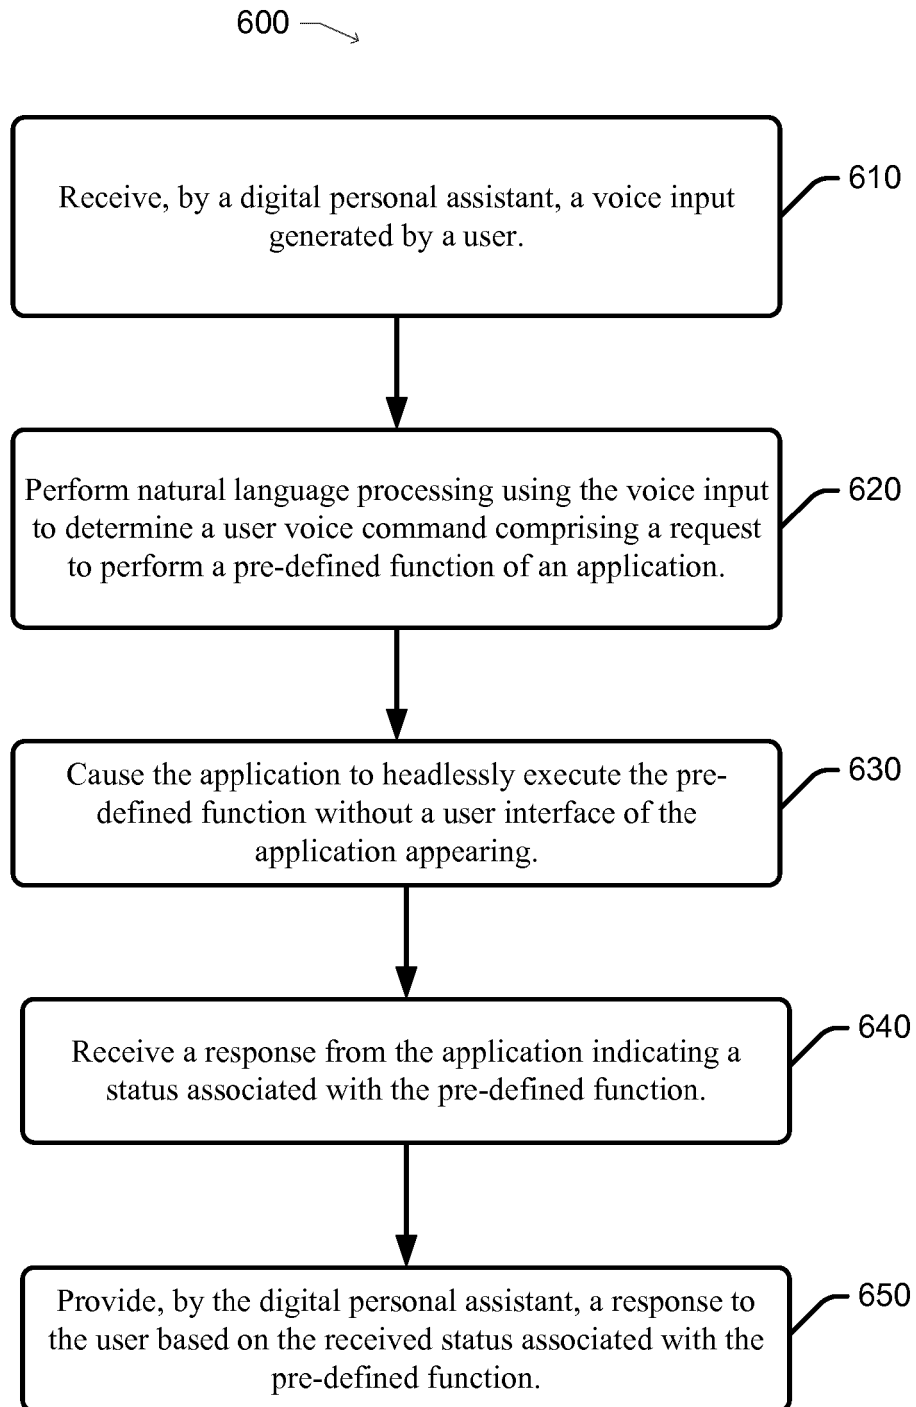 600
Receive, by a digital personal assistant, a voice input
generated by a user.
610
Perform natural language processing using the voice input
to determine a user voice command comprising a request
to perform a pre-defined function of an application.
620
Cause the application to headlessly execute the pre-
defined function without a user interface of the
application appearing.
630
Receive a response from the application indicating a
status associated with the pre-defined function.
640
Provide, by the digital personal assistant, a response to
the user based on the received status associated with the
pre-defined function.
650